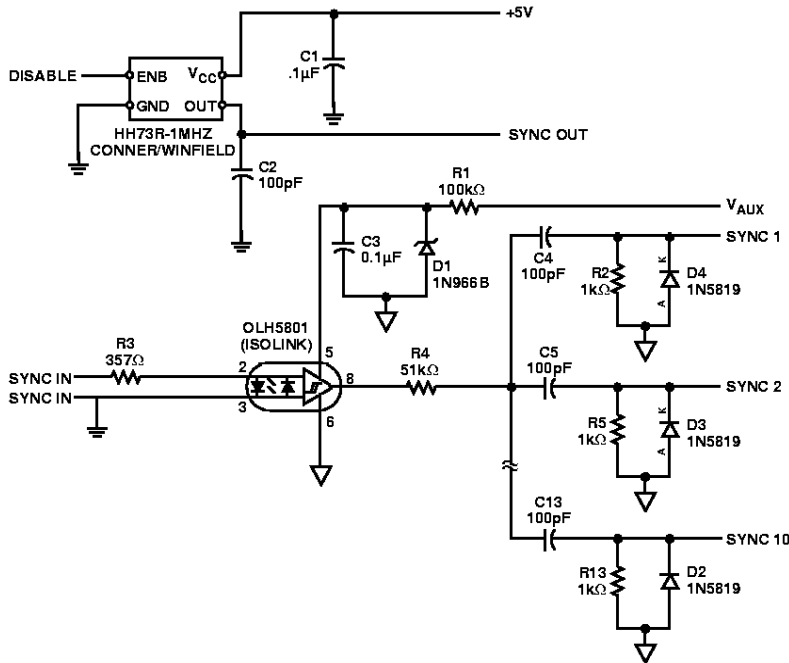 +5V
C1
.1µF
DISABLE
ENB
VCC
GND
OUT
HH73R-1MHZ
CONNER/WINFIELD
SYNC OUT
C2
100pF
R1
100kΩ
VAUX
C3
0.1µF
D1
1N966B
C4
100pF
SYNC 1
R2
1kΩ
K
A
D4
1N5819
OLH5801
(ISOLINK)
R3
357Ω
SYNC IN
SYNC IN
2
3
5
8
6
R4
51kΩ
C5
100pF
SYNC 2
R5
1kΩ
K
A
D3
1N5819
C13
100pF
SYNC 10
R13
1kΩ
D2
1N5819